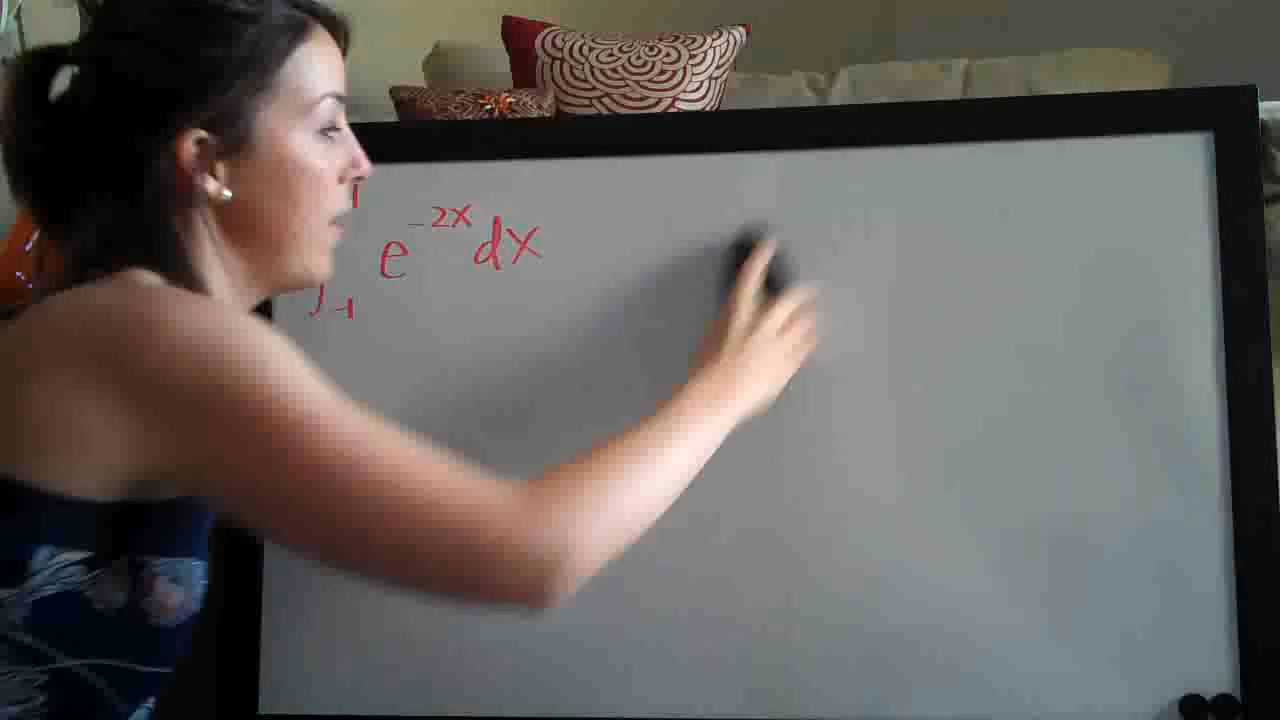 ∫_{-1}^{1} e^{-2x} dx